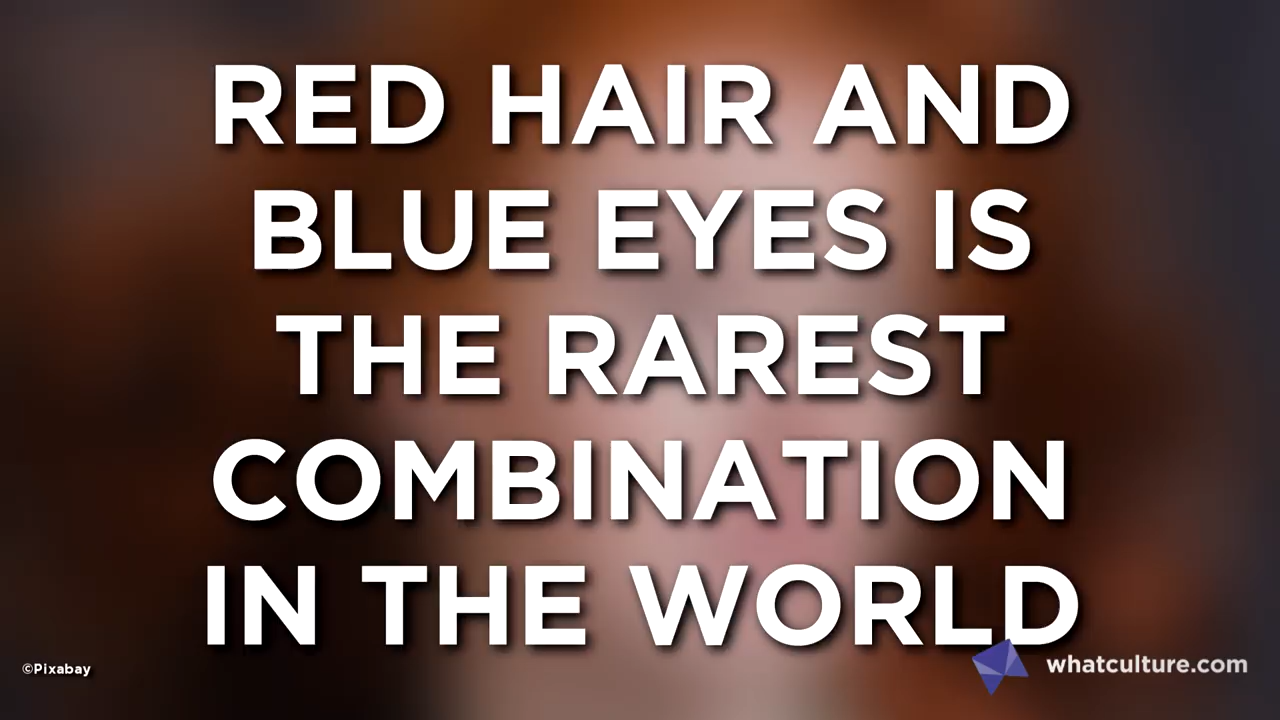 RED HAIR AND
BLUE EYES IS
THE RAREST
COMBINATION
IN THE WORLD
©Pixabay
whatculture.com